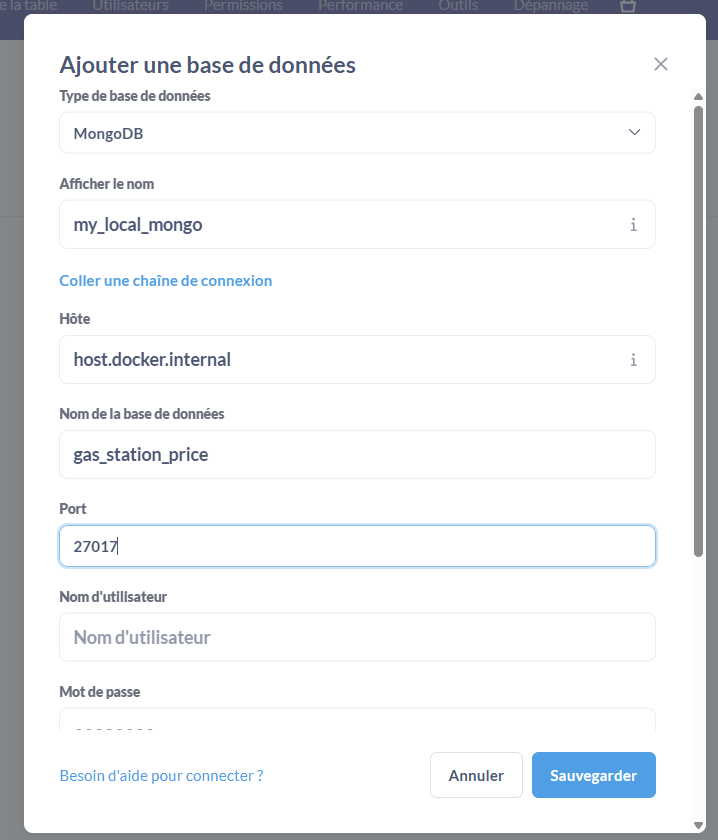 e la table Utilisateurs Permissions Performance Outils Dépannage
Ajouter une base de données
Type de base de données
MongoDB
Afficher le nom
my_local_mongo
Coller une chaîne de connexion
Hôte
host.docker.internal
Nom de la base de données
gas_station_price
Port
27017
Nom d'utilisateur
Nom d'utilisateur
Mot de passe
Besoin d'aide pour connecter ?
Annuler
Sauvegarder